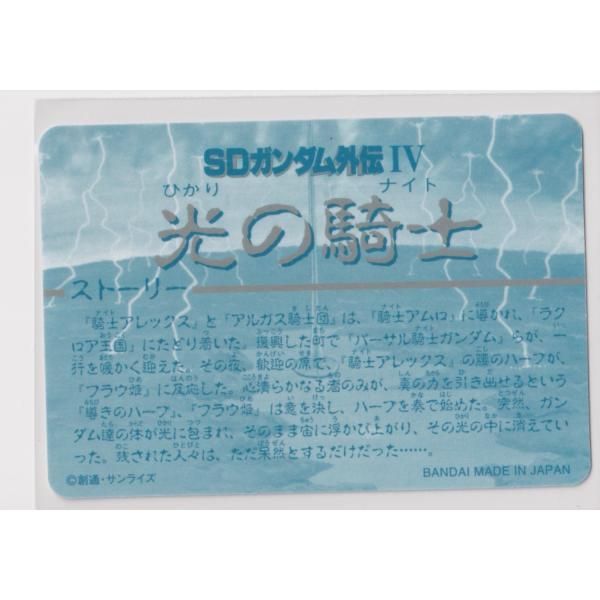 SDガンダム外伝 IV
ひかり ナイト
光の騎士
ストーリー
『騎士アレックス』と『アルガス騎士団』は、『騎士アムロ』に導かれ、『ラク
ロア王国』にたどり着いた。復興した町で『バーサル騎士ガンダム』らが、一
行を暖かく迎えた。その夜、歓迎の席で、『騎士アレックス』の腰のハーフが、
『フラウ姫』に反応した。心清らかなる者のみが、真の力を引き出せるという
『導きのハーフ』、『フラウ姫』は意を決し、ハーフを奏で始めた。突然、ガン
ダム達の体が光に包まれ、そのまま宙に浮かび上がり、その光の中に消えてい
った。残された人々は、ただ呆然とするだけだった……。
©創通・サンライズ
BANDAI MADE IN JAPAN